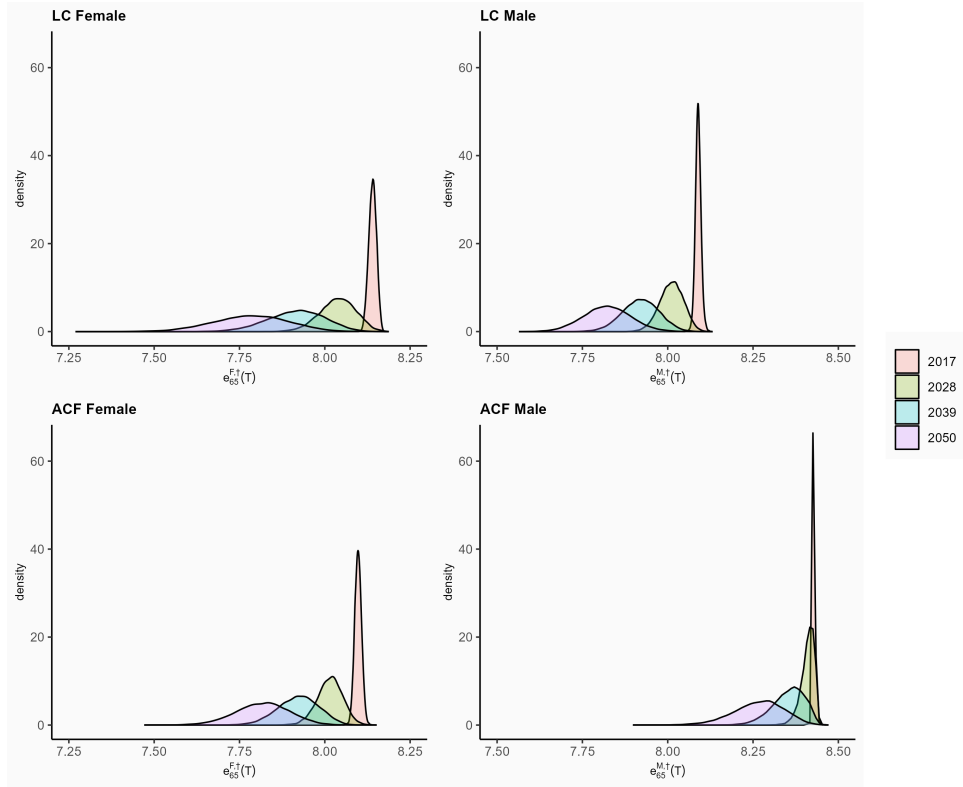 LC Female
LC Male
60
40
20
0
density
7.25 7.50 7.75 8.00 8.25
e65F,†(T)
60
40
20
0
density
7.50 7.75 8.00 8.25 8.50
e65M,†(T)
ACF Female
ACF Male
60
40
20
0
density
7.25 7.50 7.75 8.00 8.25
e65F,†(T)
60
40
20
0
density
7.50 7.75 8.00 8.25 8.50
e65M,†(T)
2017
2028
2039
2050